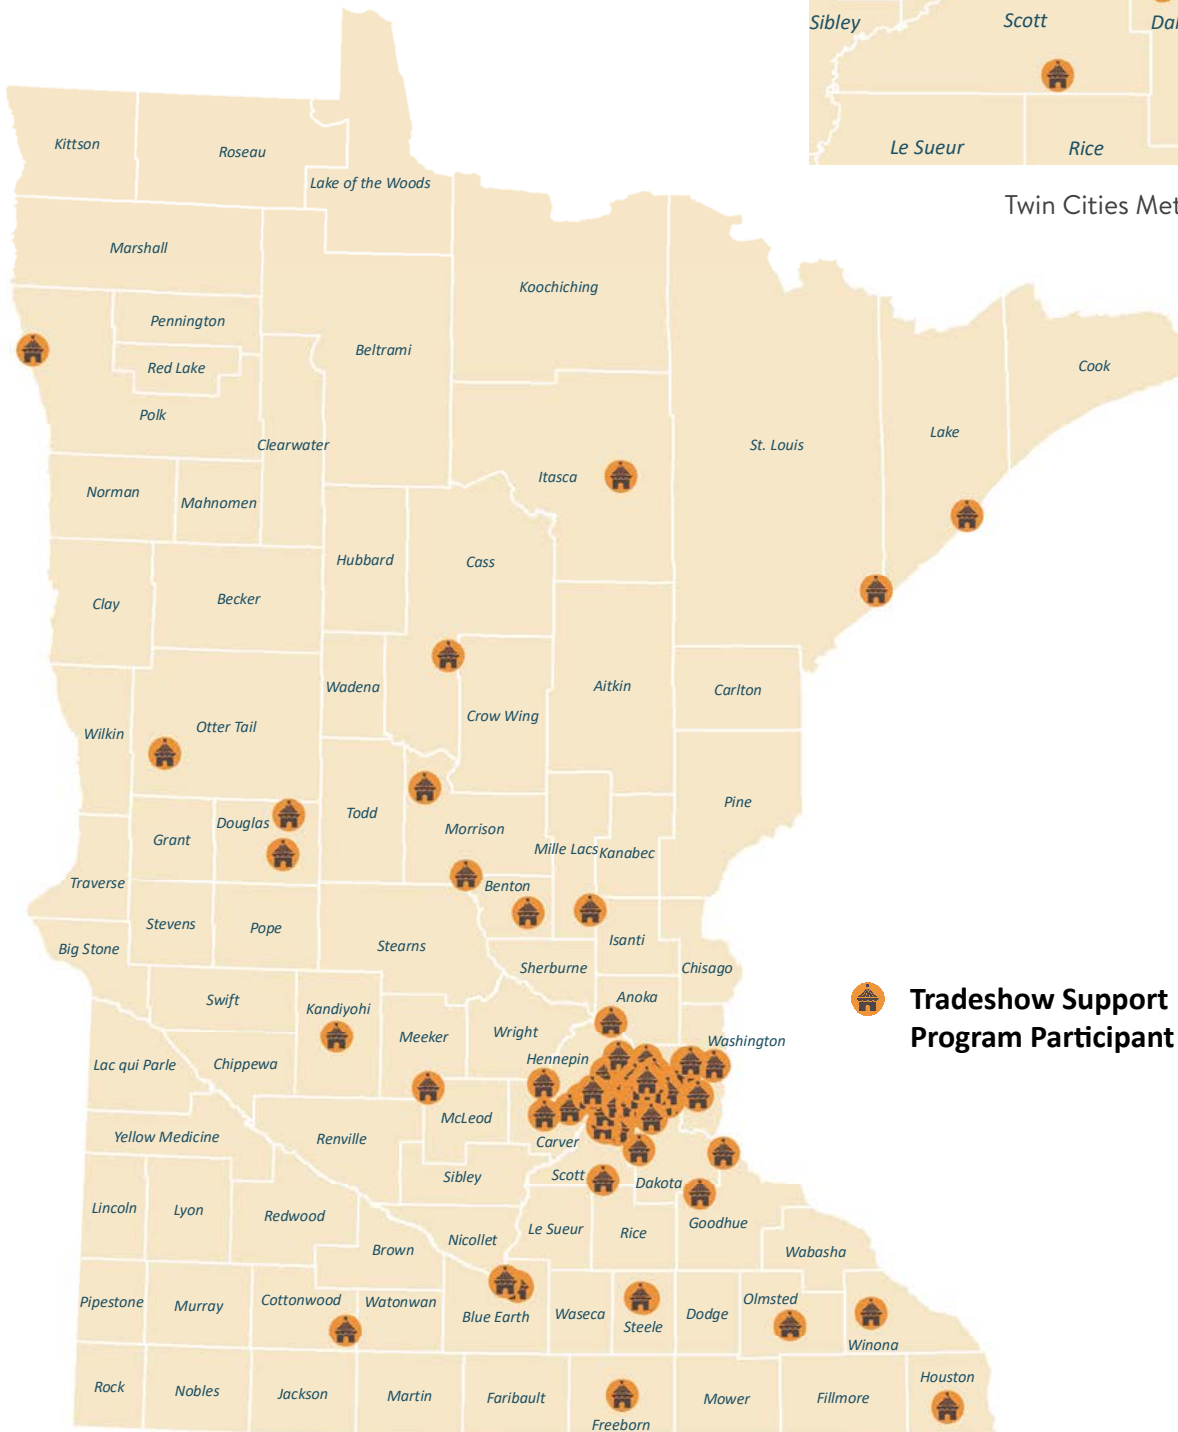 Sibley
Scott
Dal
Le Sueur
Rice
Twin Cities Met
Kittson
Roseau
Lake of the Woods
Marshall
Koochiching
Pennington
Beltrami
Red Lake
Cook
Polk
Lake
Clearwater
St. Louis
Itasca
Norman
Mahnomen
Hubbard
Cass
Clay
Becker
Wadena
Aitkin
Carlton
Crow Wing
Otter Tail
Wilkin
Pine
Todd
Douglas
Morrison
Grant
Mille Lacs
Kanabec
Traverse
Benton
Stevens
Pope
Isanti
Stearns
Big Stone
Sherburne
Chisago
Swift
Anoka
Kandiyohi
Tradeshow Support
Program Participant
Wright
Meeker
Washington
Hennepin
Lac qui Parle
Chippewa
McLeod
Yellow Medicine
Renville
Carver
Scott
Sibley
Dakota
Lincoln
Lyon
Redwood
Goodhue
Le Sueur
Rice
Nicollet
Brown
Wabasha
Olmsted
Cottonwood
Watonwan
Pipestone
Murray
Blue Earth
Waseca
Steele
Dodge
Winona
Houston
Rock
Nobles
Jackson
Martin
Faribault
Mower
Fillmore
Freeborn